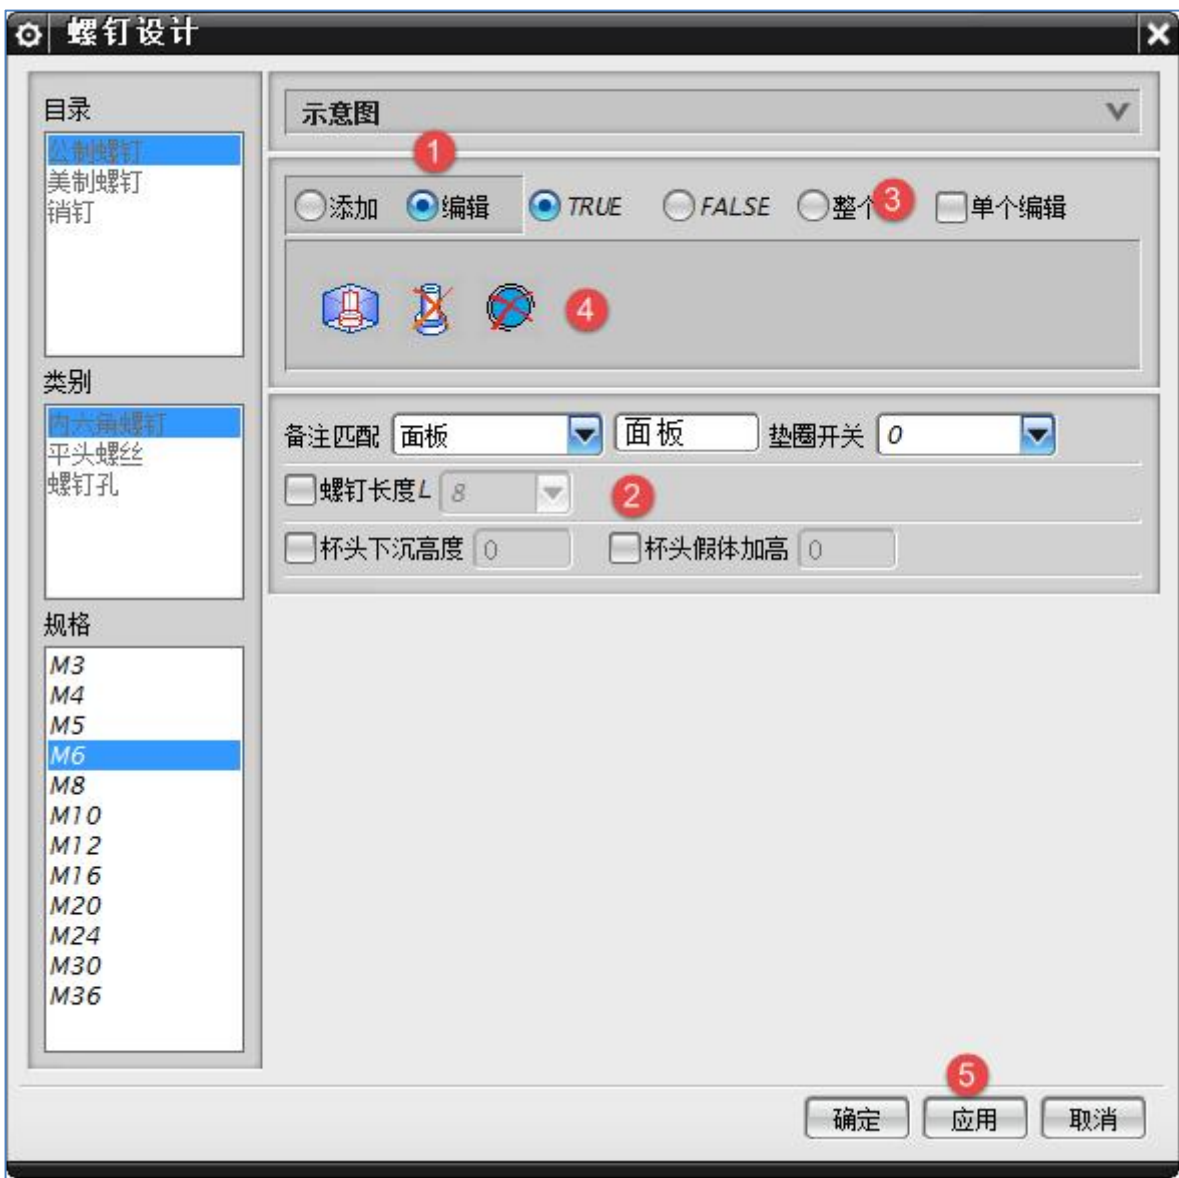 螺钉设计
目录
公制螺钉
美制螺钉
销钉
类别
内六角螺钉
平头螺丝
螺钉孔
规格
M3
M4
M5
M6
M8
M10
M12
M16
M20
M24
M30
M36
示意图
1
添加 编辑 TRUE FALSE 整个 3 单个编辑
4
备注匹配 面板 面板 垫圈开关 0
螺钉长度L 8 2
杯头下沉高度 0 杯头假体加高 0
5
确定 应用 取消